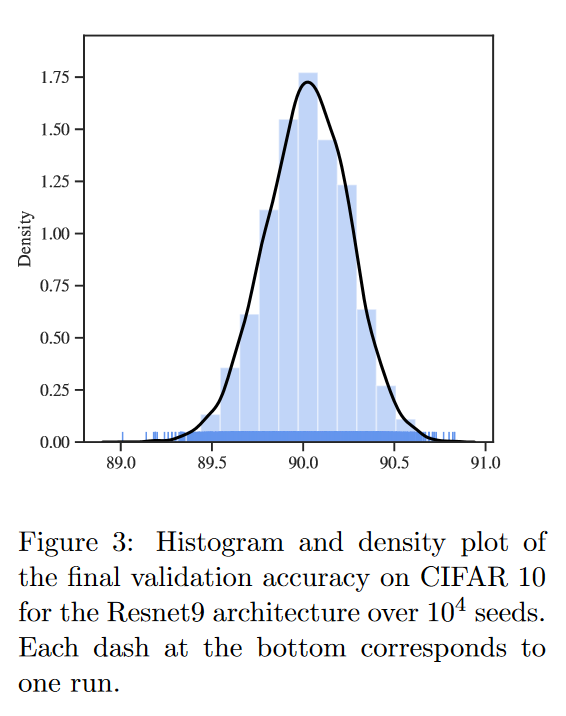 1.75
1.50
1.25
1.00
0.75
0.50
0.25
0.00
Density
89.0 89.5 90.0 90.5 91.0
Figure 3: Histogram and density plot of
the final validation accuracy on CIFAR 10
for the Resnet9 architecture over 10⁴ seeds.
Each dash at the bottom corresponds to
one run.